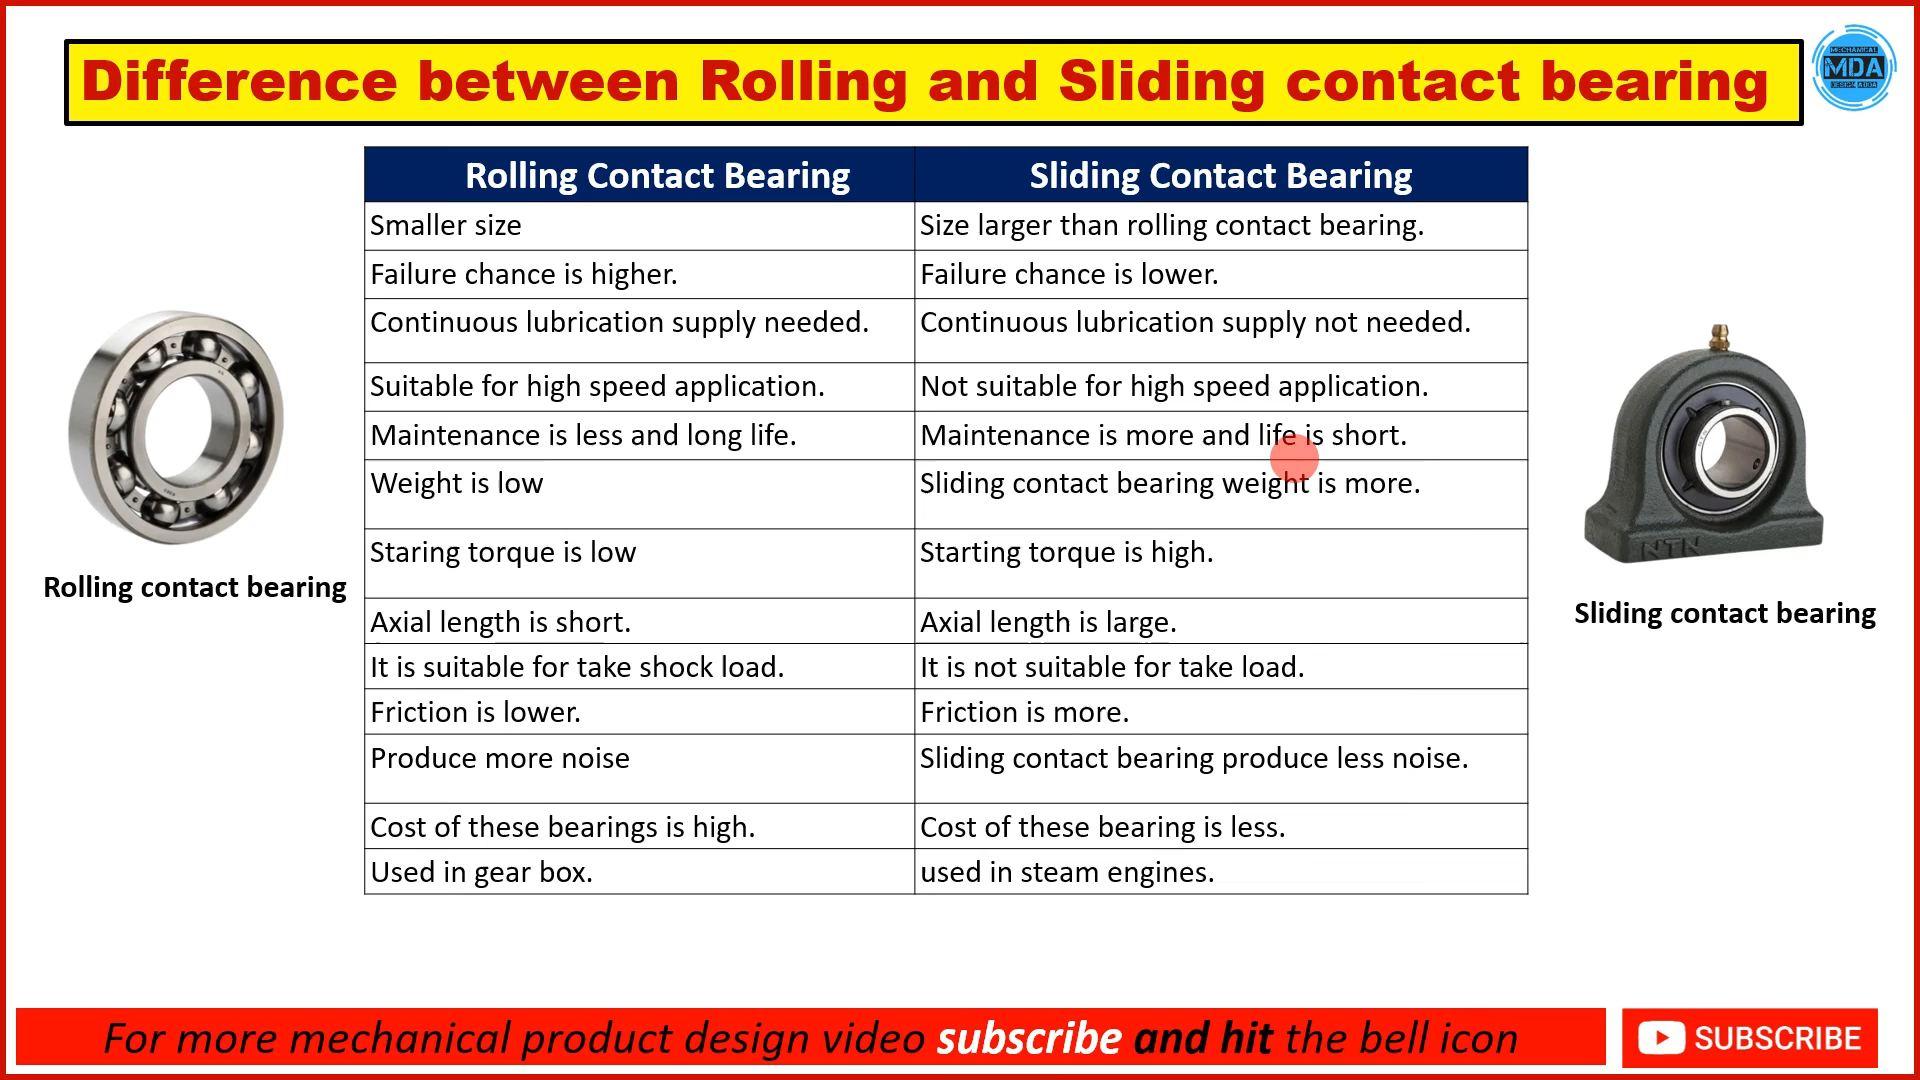 Difference between Rolling and Sliding contact bearing
MECHANICAL
MDA
DESIGN ADDA
Rolling Contact Bearing
Sliding Contact Bearing
Smaller size
Size larger than rolling contact bearing.
Failure chance is higher.
Failure chance is lower.
Continuous lubrication supply needed.
Continuous lubrication supply not needed.
Suitable for high speed application.
Not suitable for high speed application.
Maintenance is less and long life.
Maintenance is more and life is short.
Weight is low
Sliding contact bearing weight is more.
Staring torque is low
Starting torque is high.
Axial length is short.
Axial length is large.
It is suitable for take shock load.
It is not suitable for take load.
Friction is lower.
Friction is more.
Produce more noise
Sliding contact bearing produce less noise.
Cost of these bearings is high.
Cost of these bearing is less.
Used in gear box.
used in steam engines.
Rolling contact bearing
NTN
Sliding contact bearing
For more mechanical product design video subscribe and hit the bell icon
SUBSCRIBE